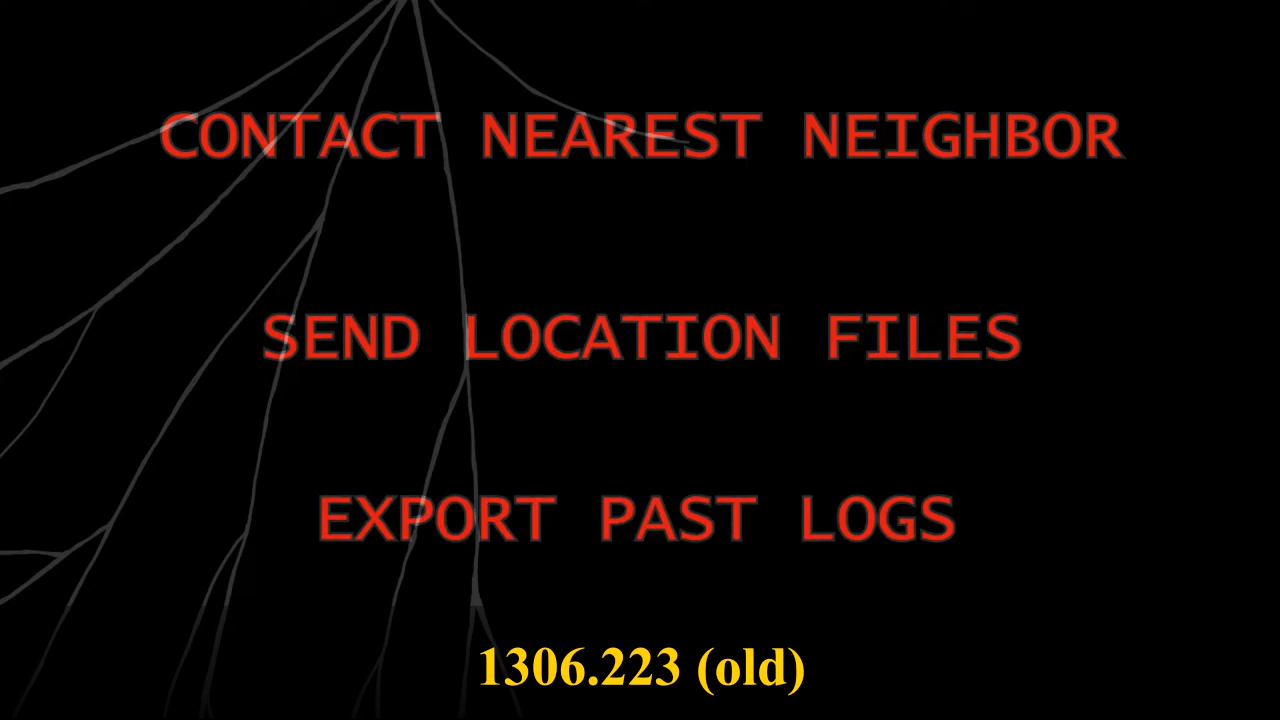 CONTACT NEAREST NEIGHBOR
SEND LOCATION FILES
EXPORT PAST LOGS
1306.223 (old)